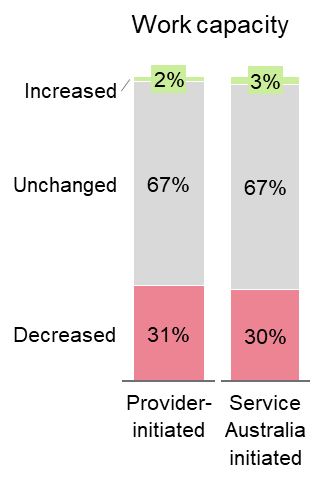 Work capacity
Increased
2%
3%
Unchanged
67%
67%
Decreased
31%
30%
Provider-
initiated
Service
Australia
initiated